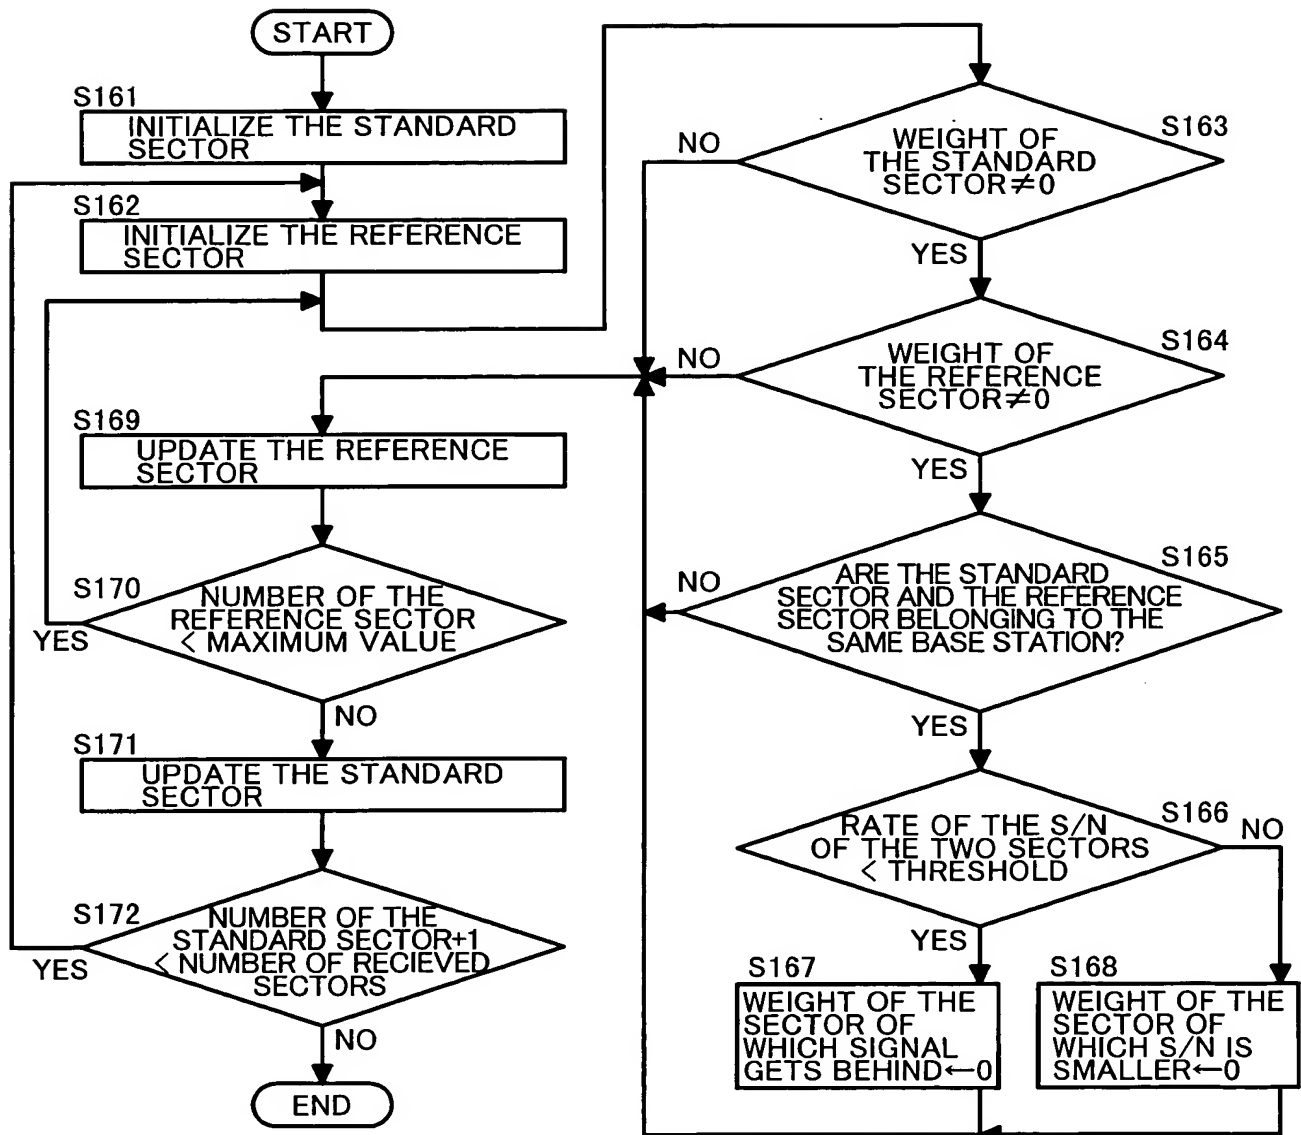 START
S161
INITIALIZE THE STANDARD
SECTOR
S162
INITIALIZE THE REFERENCE
SECTOR
S169
UPDATE THE REFERENCE
SECTOR
S170
NUMBER OF THE
REFERENCE SECTOR
< MAXIMUM VALUE
YES
NO
S171
UPDATE THE STANDARD
SECTOR
S172
NUMBER OF THE
STANDARD SECTOR+1
< NUMBER OF RECIEVED
SECTORS
YES
NO
END
S163
NO
WEIGHT OF
THE STANDARD
SECTOR≠0
YES
S164
NO
WEIGHT OF
THE REFERENCE
SECTOR≠0
YES
S165
NO
ARE THE STANDARD
SECTOR AND THE REFERENCE
SECTOR BELONGING TO THE
SAME BASE STATION?
YES
S166
NO
RATE OF THE S/N
OF THE TWO SECTORS
< THRESHOLD
YES
S167
WEIGHT OF THE
SECTOR OF
WHICH SIGNAL
GETS BEHIND←0
S168
WEIGHT OF THE
SECTOR OF
WHICH S/N IS
SMALLER←0